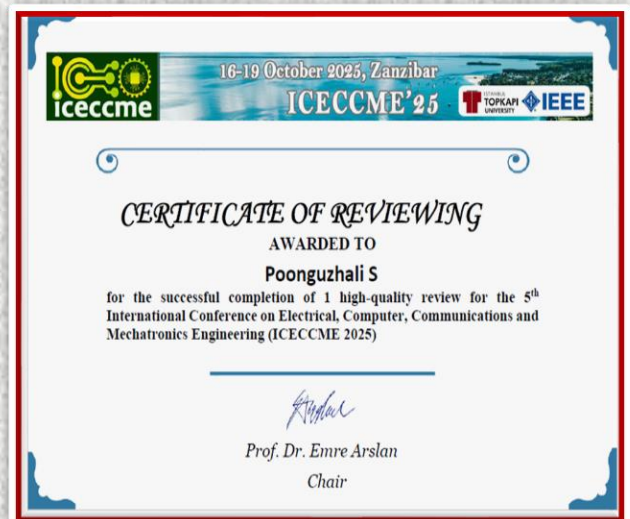 iceccme
16-19 October 2025, Zanzibar
ICECCME'25
ISTANBUL
TOPKAPI
UNIVERSITY
IEEE
CERTIFICATE OF REVIEWING
AWARDED TO
Poonguzhali S
for the successful completion of 1 high-quality review for the 5th
International Conference on Electrical, Computer, Communications and
Mechatronics Engineering (ICECCME 2025)
Prof. Dr. Emre Arslan
Chair